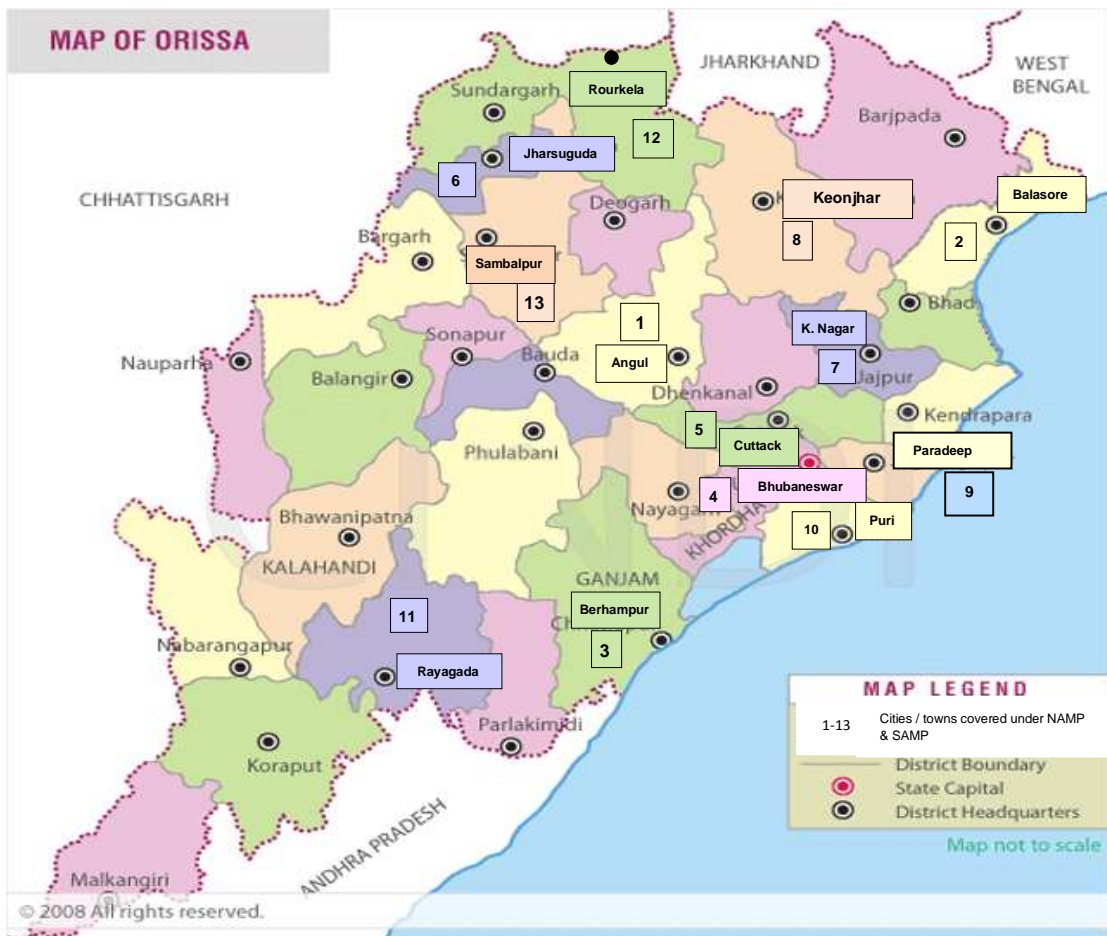 MAP OF ORISSA
JHARKHAND
WEST
BENGAL
Sundargarh
Rourkela
Barjpada
12
Jharsuguda
6
CHHATTISGARH
Deogarh
Keonjhar
Balasore
8
2
Bargarh
Sambalpur
13
Bhad
1
K. Nagar
Sonapur
Nauparha
Bauda
Angul
7
Jajpur
Balangir
Dhenkanal
Kendrapara
5
Cuttack
Paradeep
Phulabani
Bhubaneswar
4
9
Nayagarh
KHORDHA
10
Puri
Bhawanipatna
KALAHANDI
GANJAM
11
Berhampur
3
Nabarangapur
Rayagada
Parlakimidi
Koraput
ANDHRA PRADESH
Malkangiri
MAP LEGEND
1-13 Cities / towns covered under NAMP
& SAMP
District Boundary
State Capital
District Headquarters
Map not to scale
© 2008 All rights reserved.